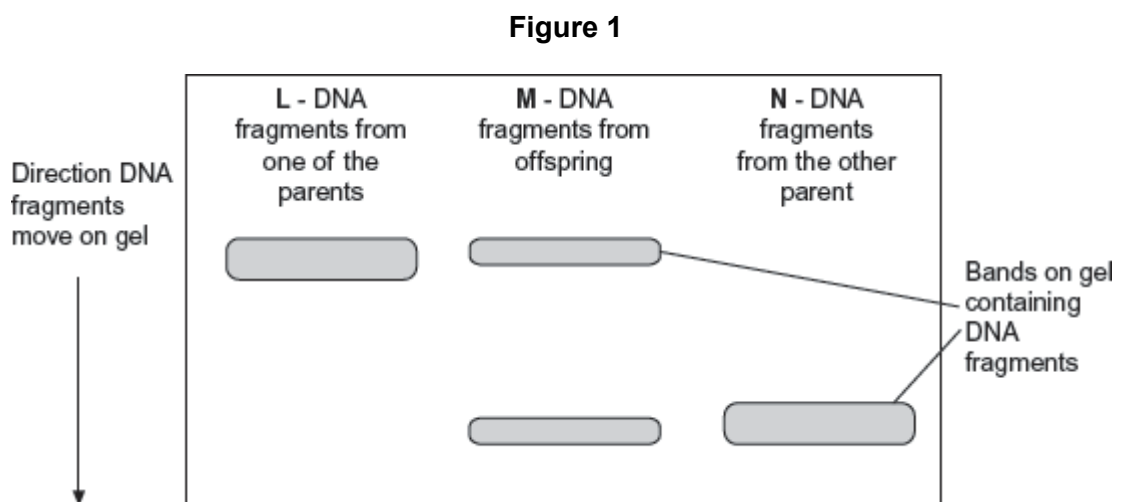 Figure 1
L - DNA
fragments from
one of the
parents
M - DNA
fragments from
offspring
N - DNA
fragments
from the other
parent
Direction DNA
fragments
move on gel
Bands on gel
containing
DNA
fragments